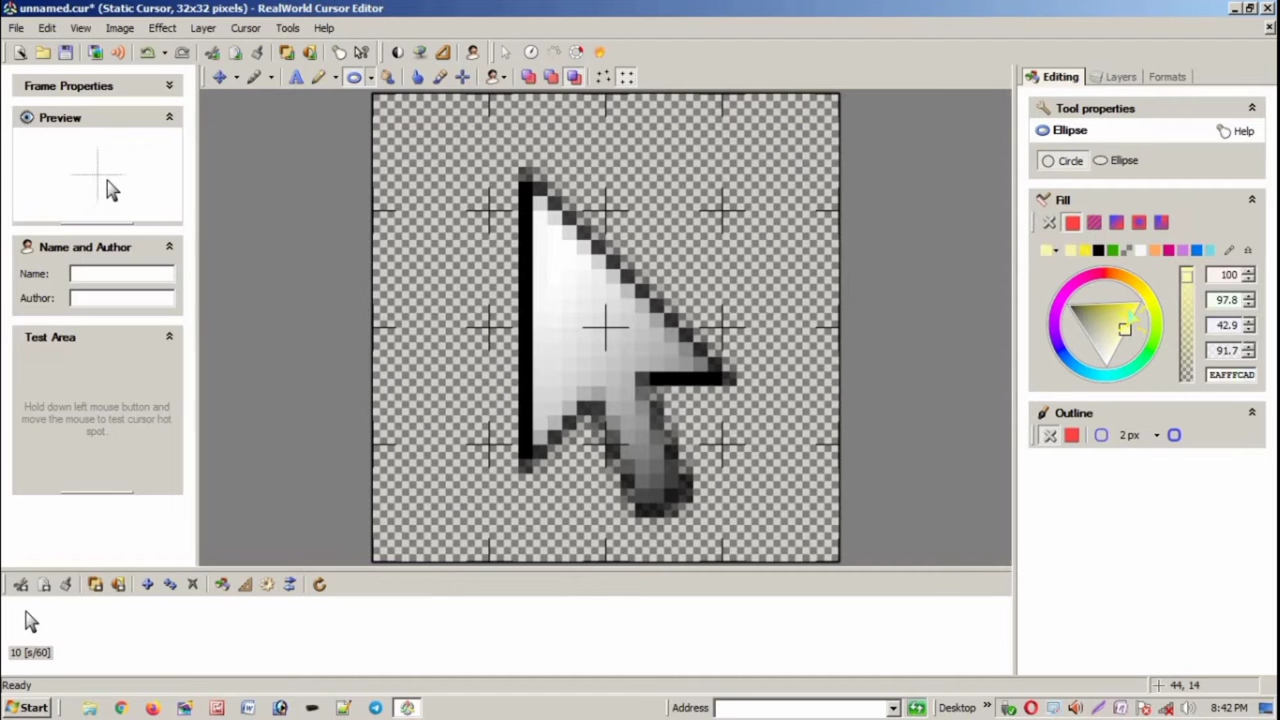 unnamed.cur* (Static Cursor, 32x32 pixels) - RealWorld Cursor Editor
File Edit View Image Effect Layer Cursor Tools Help
Frame Properties
Preview
Name and Author
Name:
Author:
Test Area
Hold down left mouse button and
move the mouse to test cursor hot
spot.
Editing Layers Formats
Tool properties
Ellipse Help
Circle Ellipse
Fill
100
97.8
42.9
91.7
EAFFFCAD
Outline
2 px
10 [s/60]
Ready 44, 14
Start Address Desktop » 8:42 PM